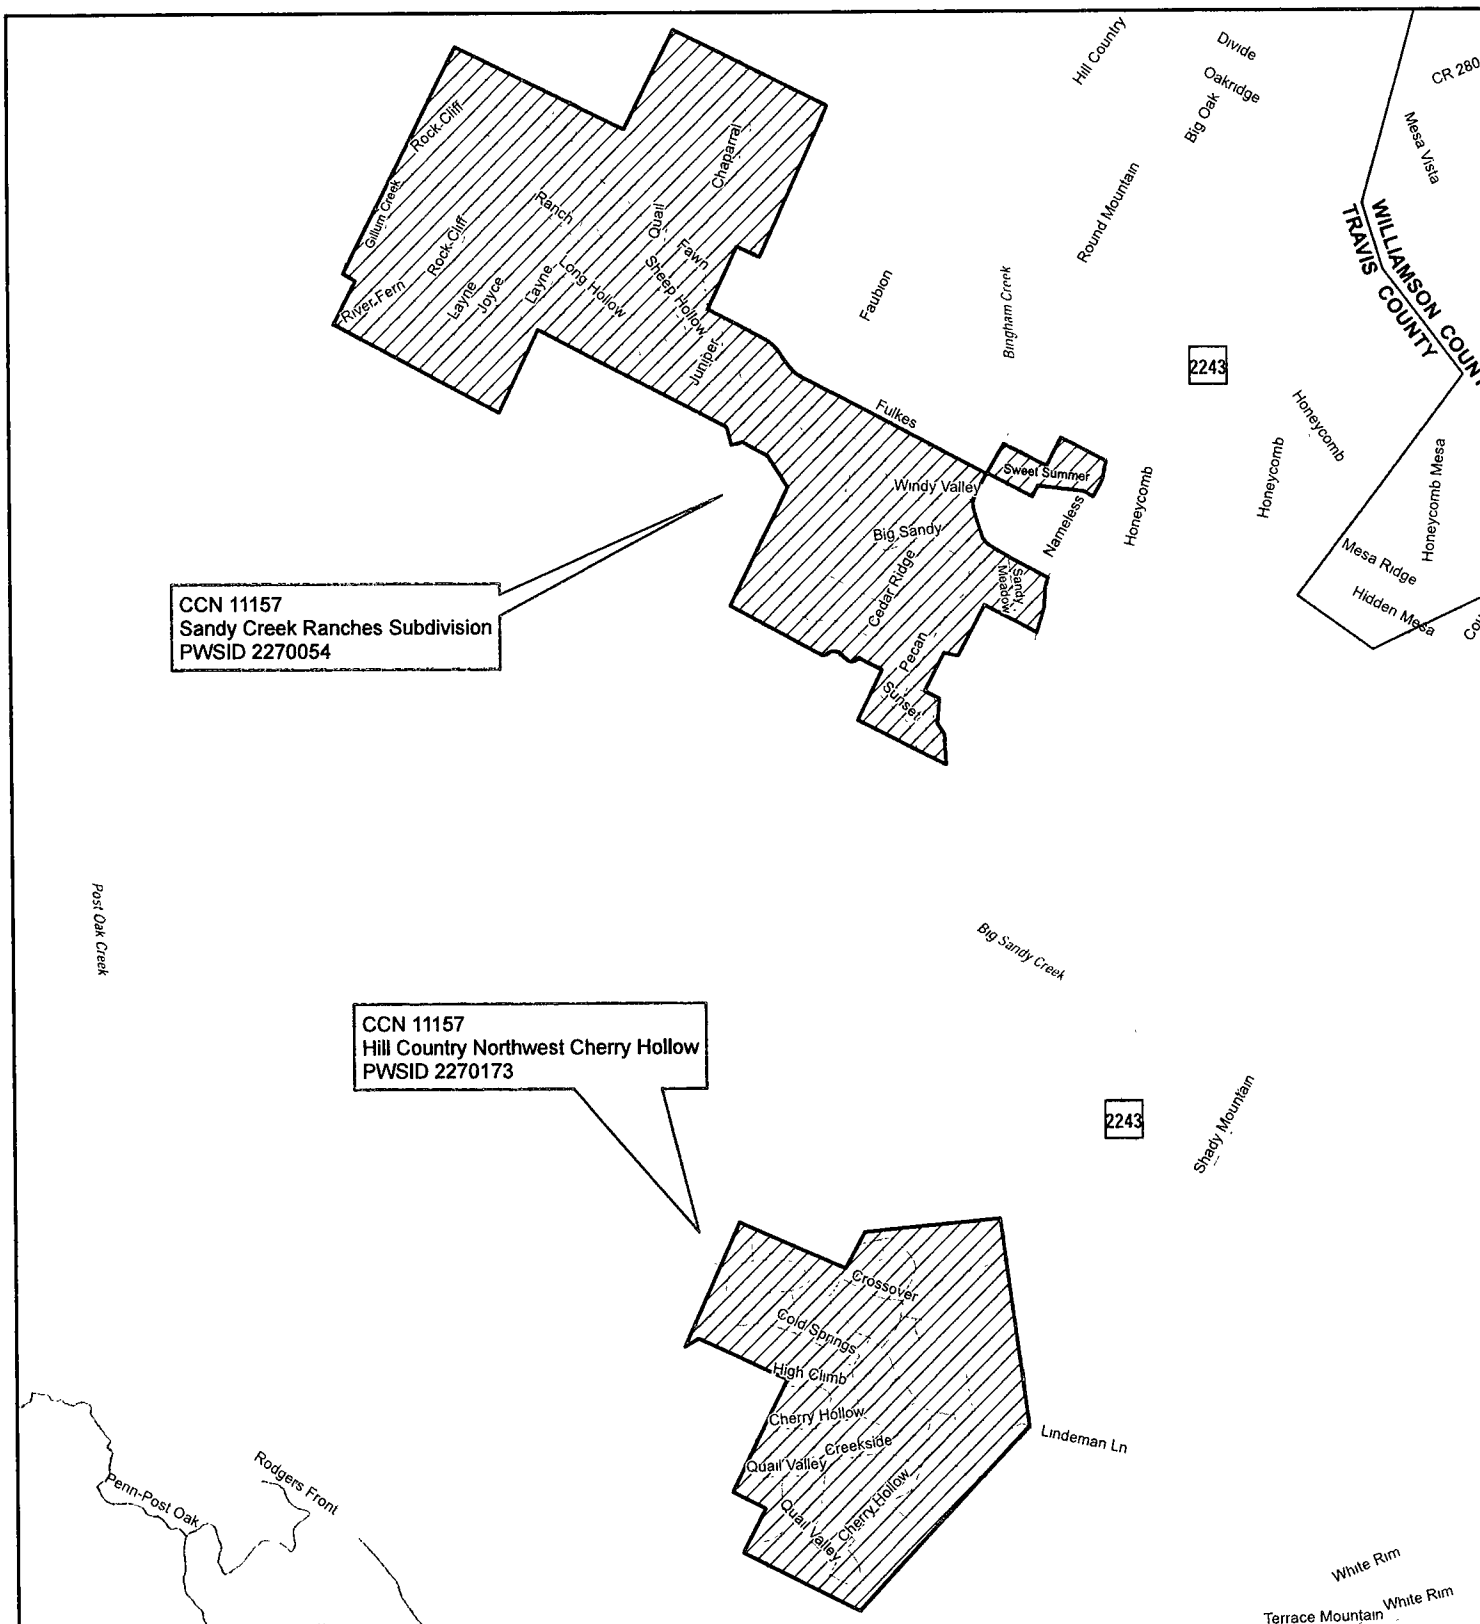 Hill Country
Divide
Oakridge
Big Oak
CR 280
Mesa Vista
Rock-Cliff
Chaparral
Gillum Creek
Ranch
Quail
Round Mountain
WILLIAMSON COUNT
TRAVIS COUNTY
Rock-Cliff
Fawn
Sheep Hollow
Layne
Joyce
Layne
Long Hollow
River Fern
Faubion
Bingham Creek
Juniper
2243
Fulkes
Honeycomb
Honeycomb
Honeycomb Mesa
Sweet Summer
Windy Valley
Nameless
Honeycomb
Big Sandy
Cedar Ridge
Sandy
Meadow
Mesa Ridge
Hidden Mesa
Cou
CCN 11157
Sandy Creek Ranches Subdivision
PWSID 2270054
Pecan
Sunset
Post Oak Creek
Big Sandy Creek
CCN 11157
Hill Country Northwest Cherry Hollow
PWSID 2270173
2243
Shady Mountain
Crossover
Cold Springs
High Climb
Cherry Hollow
Creekside
Quail Valley
Lindeman Ln
Rodgers Front
Penn-Post Oak
Quail Valley
Cherry Hollow
White Rim
White Rim
Terrace Mountain